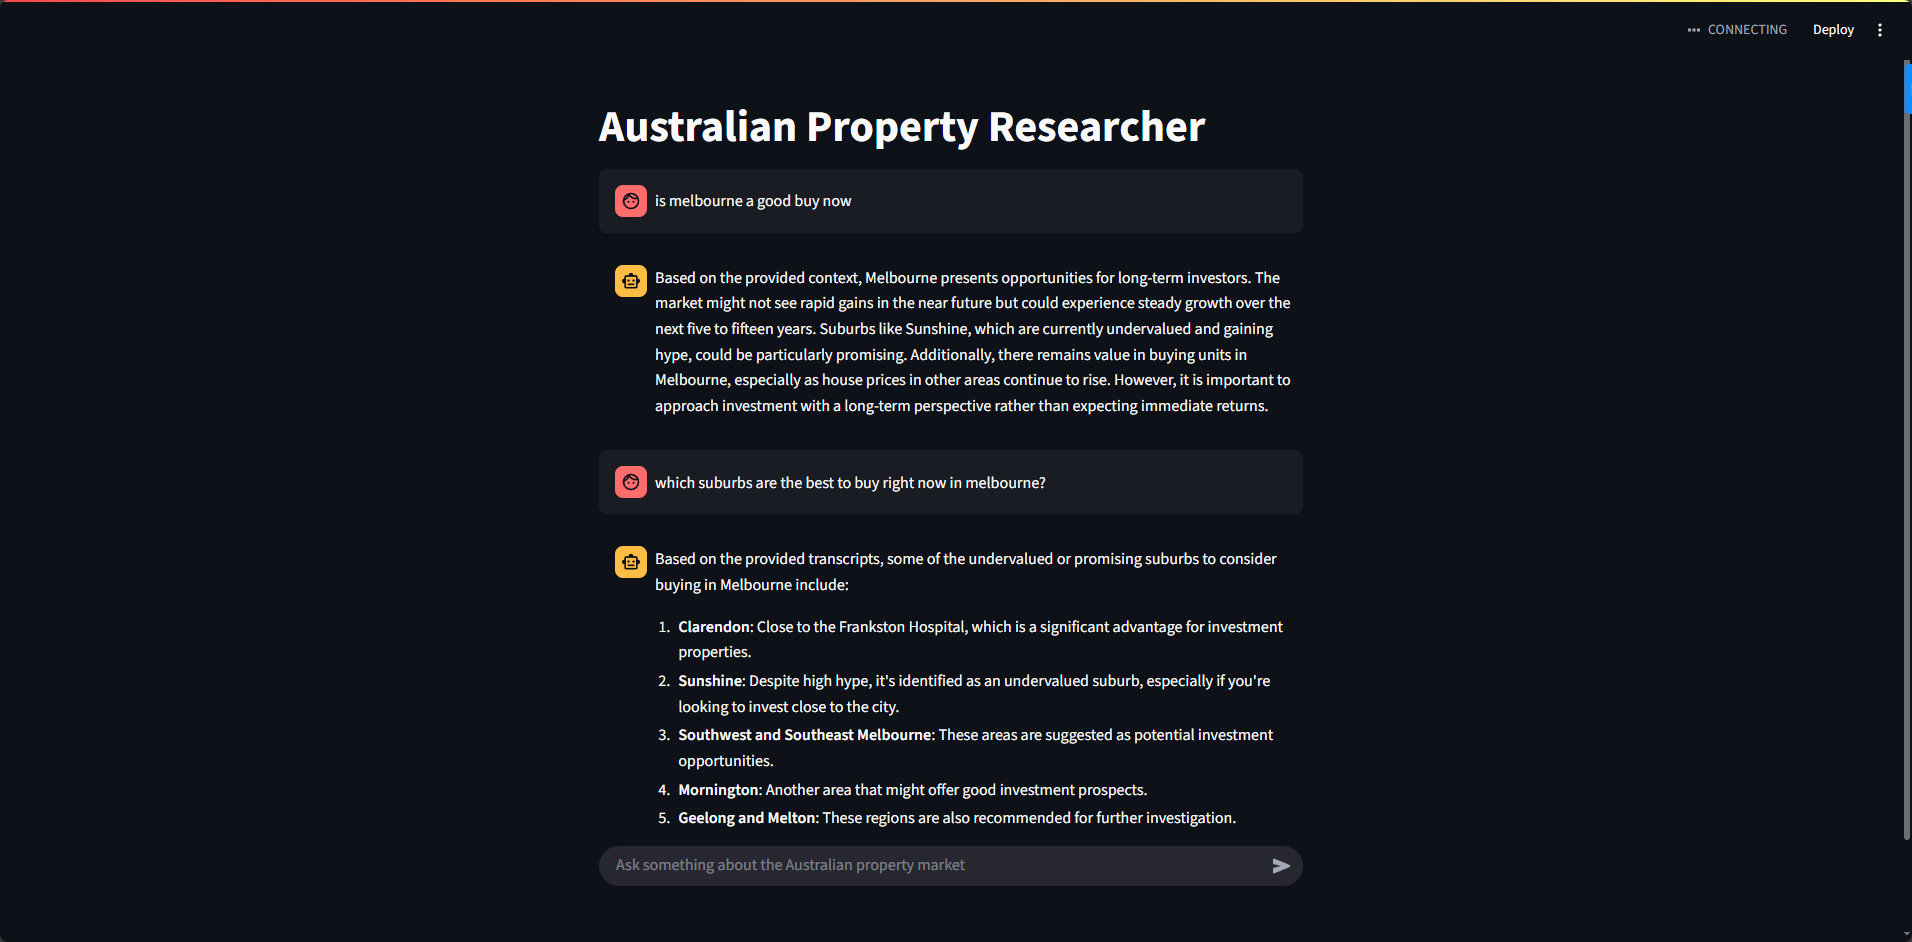 CONNECTING
Deploy
Australian Property Researcher
is melbourne a good buy now
Based on the provided context, Melbourne presents opportunities for long-term investors. The
market might not see rapid gains in the near future but could experience steady growth over the
next five to fifteen years. Suburbs like Sunshine, which are currently undervalued and gaining
hype, could be particularly promising. Additionally, there remains value in buying units in
Melbourne, especially as house prices in other areas continue to rise. However, it is important to
approach investment with a long-term perspective rather than expecting immediate returns.
which suburbs are the best to buy right now in melbourne?
Based on the provided transcripts, some of the undervalued or promising suburbs to consider
buying in Melbourne include:
1. Clarendon: Close to the Frankston Hospital, which is a significant advantage for investment
properties.
2. Sunshine: Despite high hype, it's identified as an undervalued suburb, especially if you're
looking to invest close to the city.
3. Southwest and Southeast Melbourne: These areas are suggested as potential investment
opportunities.
4. Mornington: Another area that might offer good investment prospects.
5. Geelong and Melton: These regions are also recommended for further investigation.
Ask something about the Australian property market